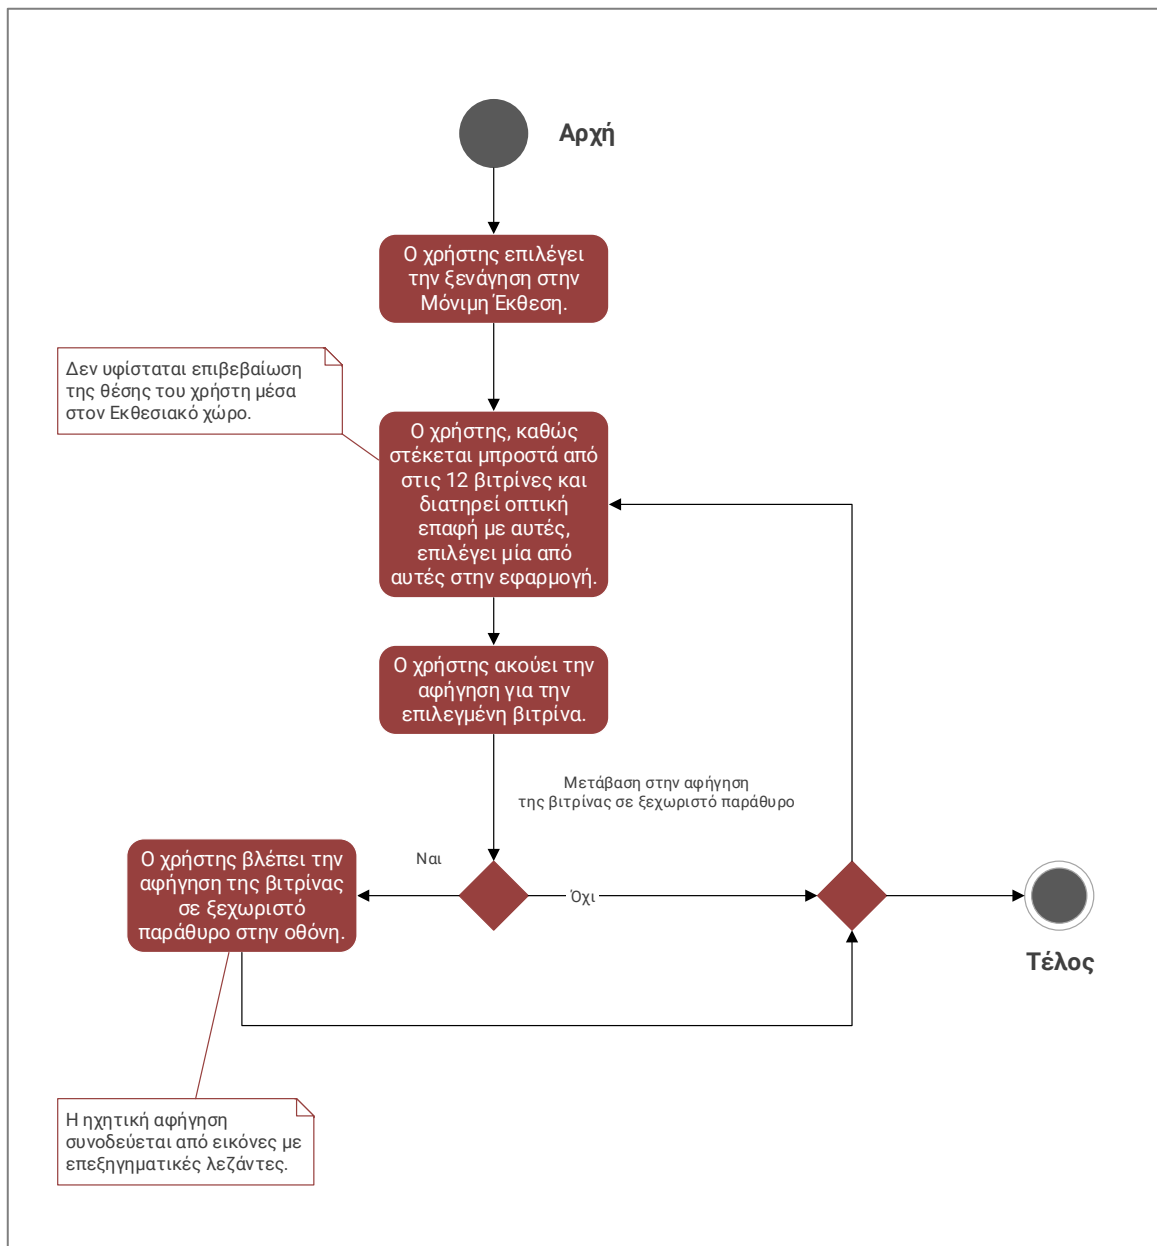 Αρχή
Ο χρήστης επιλέγει
την ξενάγηση στην
Μόνιμη Έκθεση.
Δεν υφίσταται επιβεβαίωση
της θέσης του χρήστη μέσα
στον Εκθεσιακό χώρο.
Ο χρήστης, καθώς
στέκεται μπροστά από
στις 12 βιτρίνες και
διατηρεί οπτική
επαφή με αυτές,
επιλέγει μία από
αυτές στην εφαρμογή.
Ο χρήστης ακούει την
αφήγηση για την
επιλεγμένη βιτρίνα.
Μετάβαση στην αφήγηση
της βιτρίνας σε ξεχωριστό παράθυρο
Ναι
Όχι
Ο χρήστης βλέπει την
αφήγηση της βιτρίνας
σε ξεχωριστό
παράθυρο στην οθόνη.
Τέλος
Η ηχητική αφήγηση
συνοδεύεται από εικόνες με
επεξηγηματικές λεζάντες.